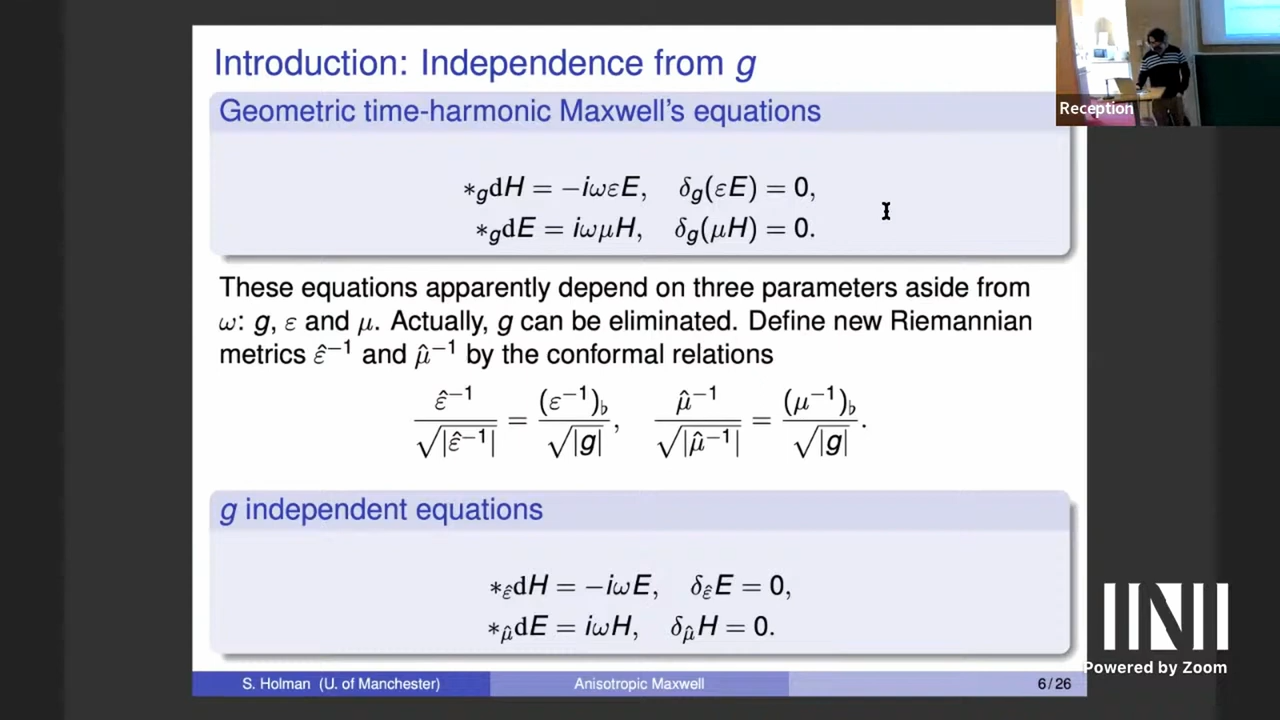 Introduction: Independence from g
Geometric time-harmonic Maxwell's equations
*_g dH = −iωεE, δ_g(εE) = 0,
*_g dE = iωμH, δ_g(μH) = 0.
These equations apparently depend on three parameters aside from
ω: g, ε and μ. Actually, g can be eliminated. Define new Riemannian
metrics ε̂⁻¹ and μ̂⁻¹ by the conformal relations
ε̂⁻¹/√|ε̂⁻¹| = (ε⁻¹)♭/√|g|, μ̂⁻¹/√|μ̂⁻¹| = (μ⁻¹)♭/√|g|.
g independent equations
*_ε̂ dH = −iωE, δ_ε̂ E = 0,
*_μ̂ dE = iωH, δ_μ̂ H = 0.
S. Holman (U. of Manchester) Anisotropic Maxwell 6 / 26
Reception
Powered by Zoom